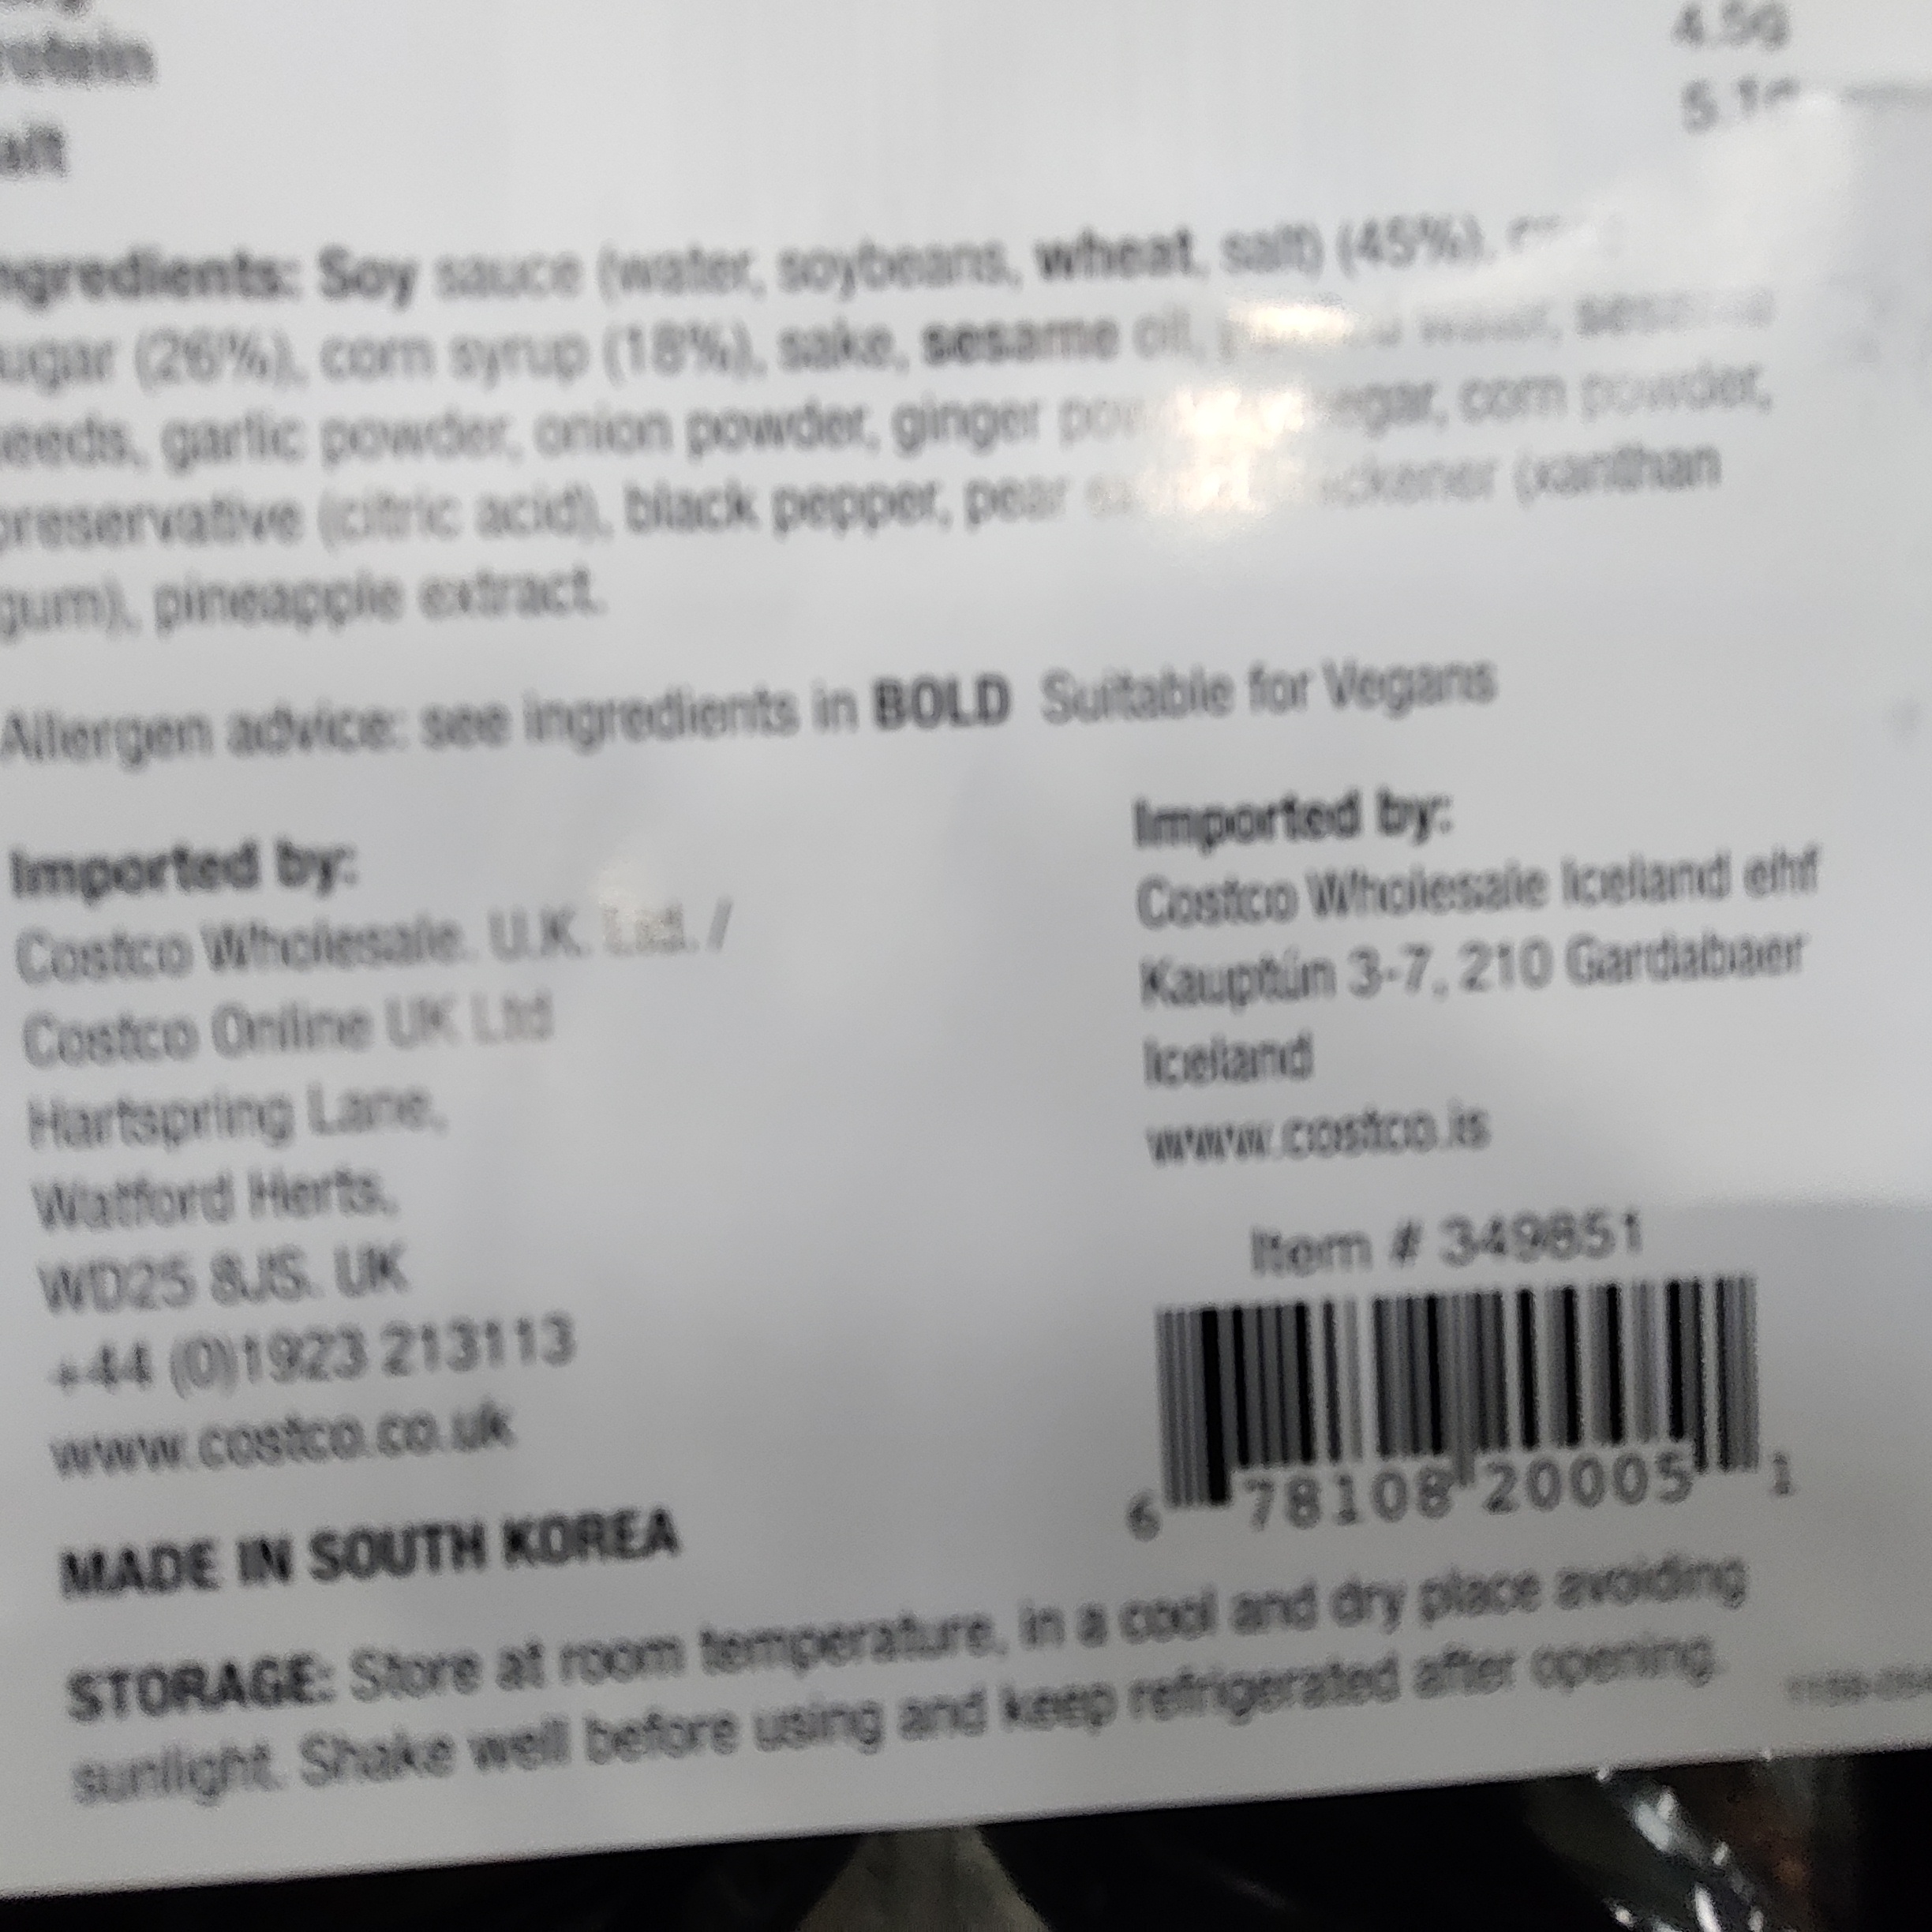 4.5g
Ingredients: Soy sauce (water, soybeans, wheat, salt) (45%),
sugar (26%), corn syrup (18%), sake, sesame oil, water, sesame
seeds, garlic powder, onion powder, ginger corn powder,
preservative (citric acid), black pepper, pear (xanthan
gum), pineapple extract.
Allergen advice: see ingredients in BOLD Suitable for Vegans
Imported by:
Costco Wholesale. U.K. Ltd. /
Costco Online UK Ltd
Hartspring Lane,
Watford Herts,
WD25 8JS. UK
+44 (0)1923 213113
www.costco.co.uk
MADE IN SOUTH KOREA
Imported by:
Costco Wholesale Iceland ehf
Kauptún 3-7, 210 Gardabaer
Iceland
www.costco.is
Item #
6 78108 20005 1
STORAGE: Store at room temperature, in a cool and dry place avoiding
sunlight. Shake well before using and keep refrigerated after opening.